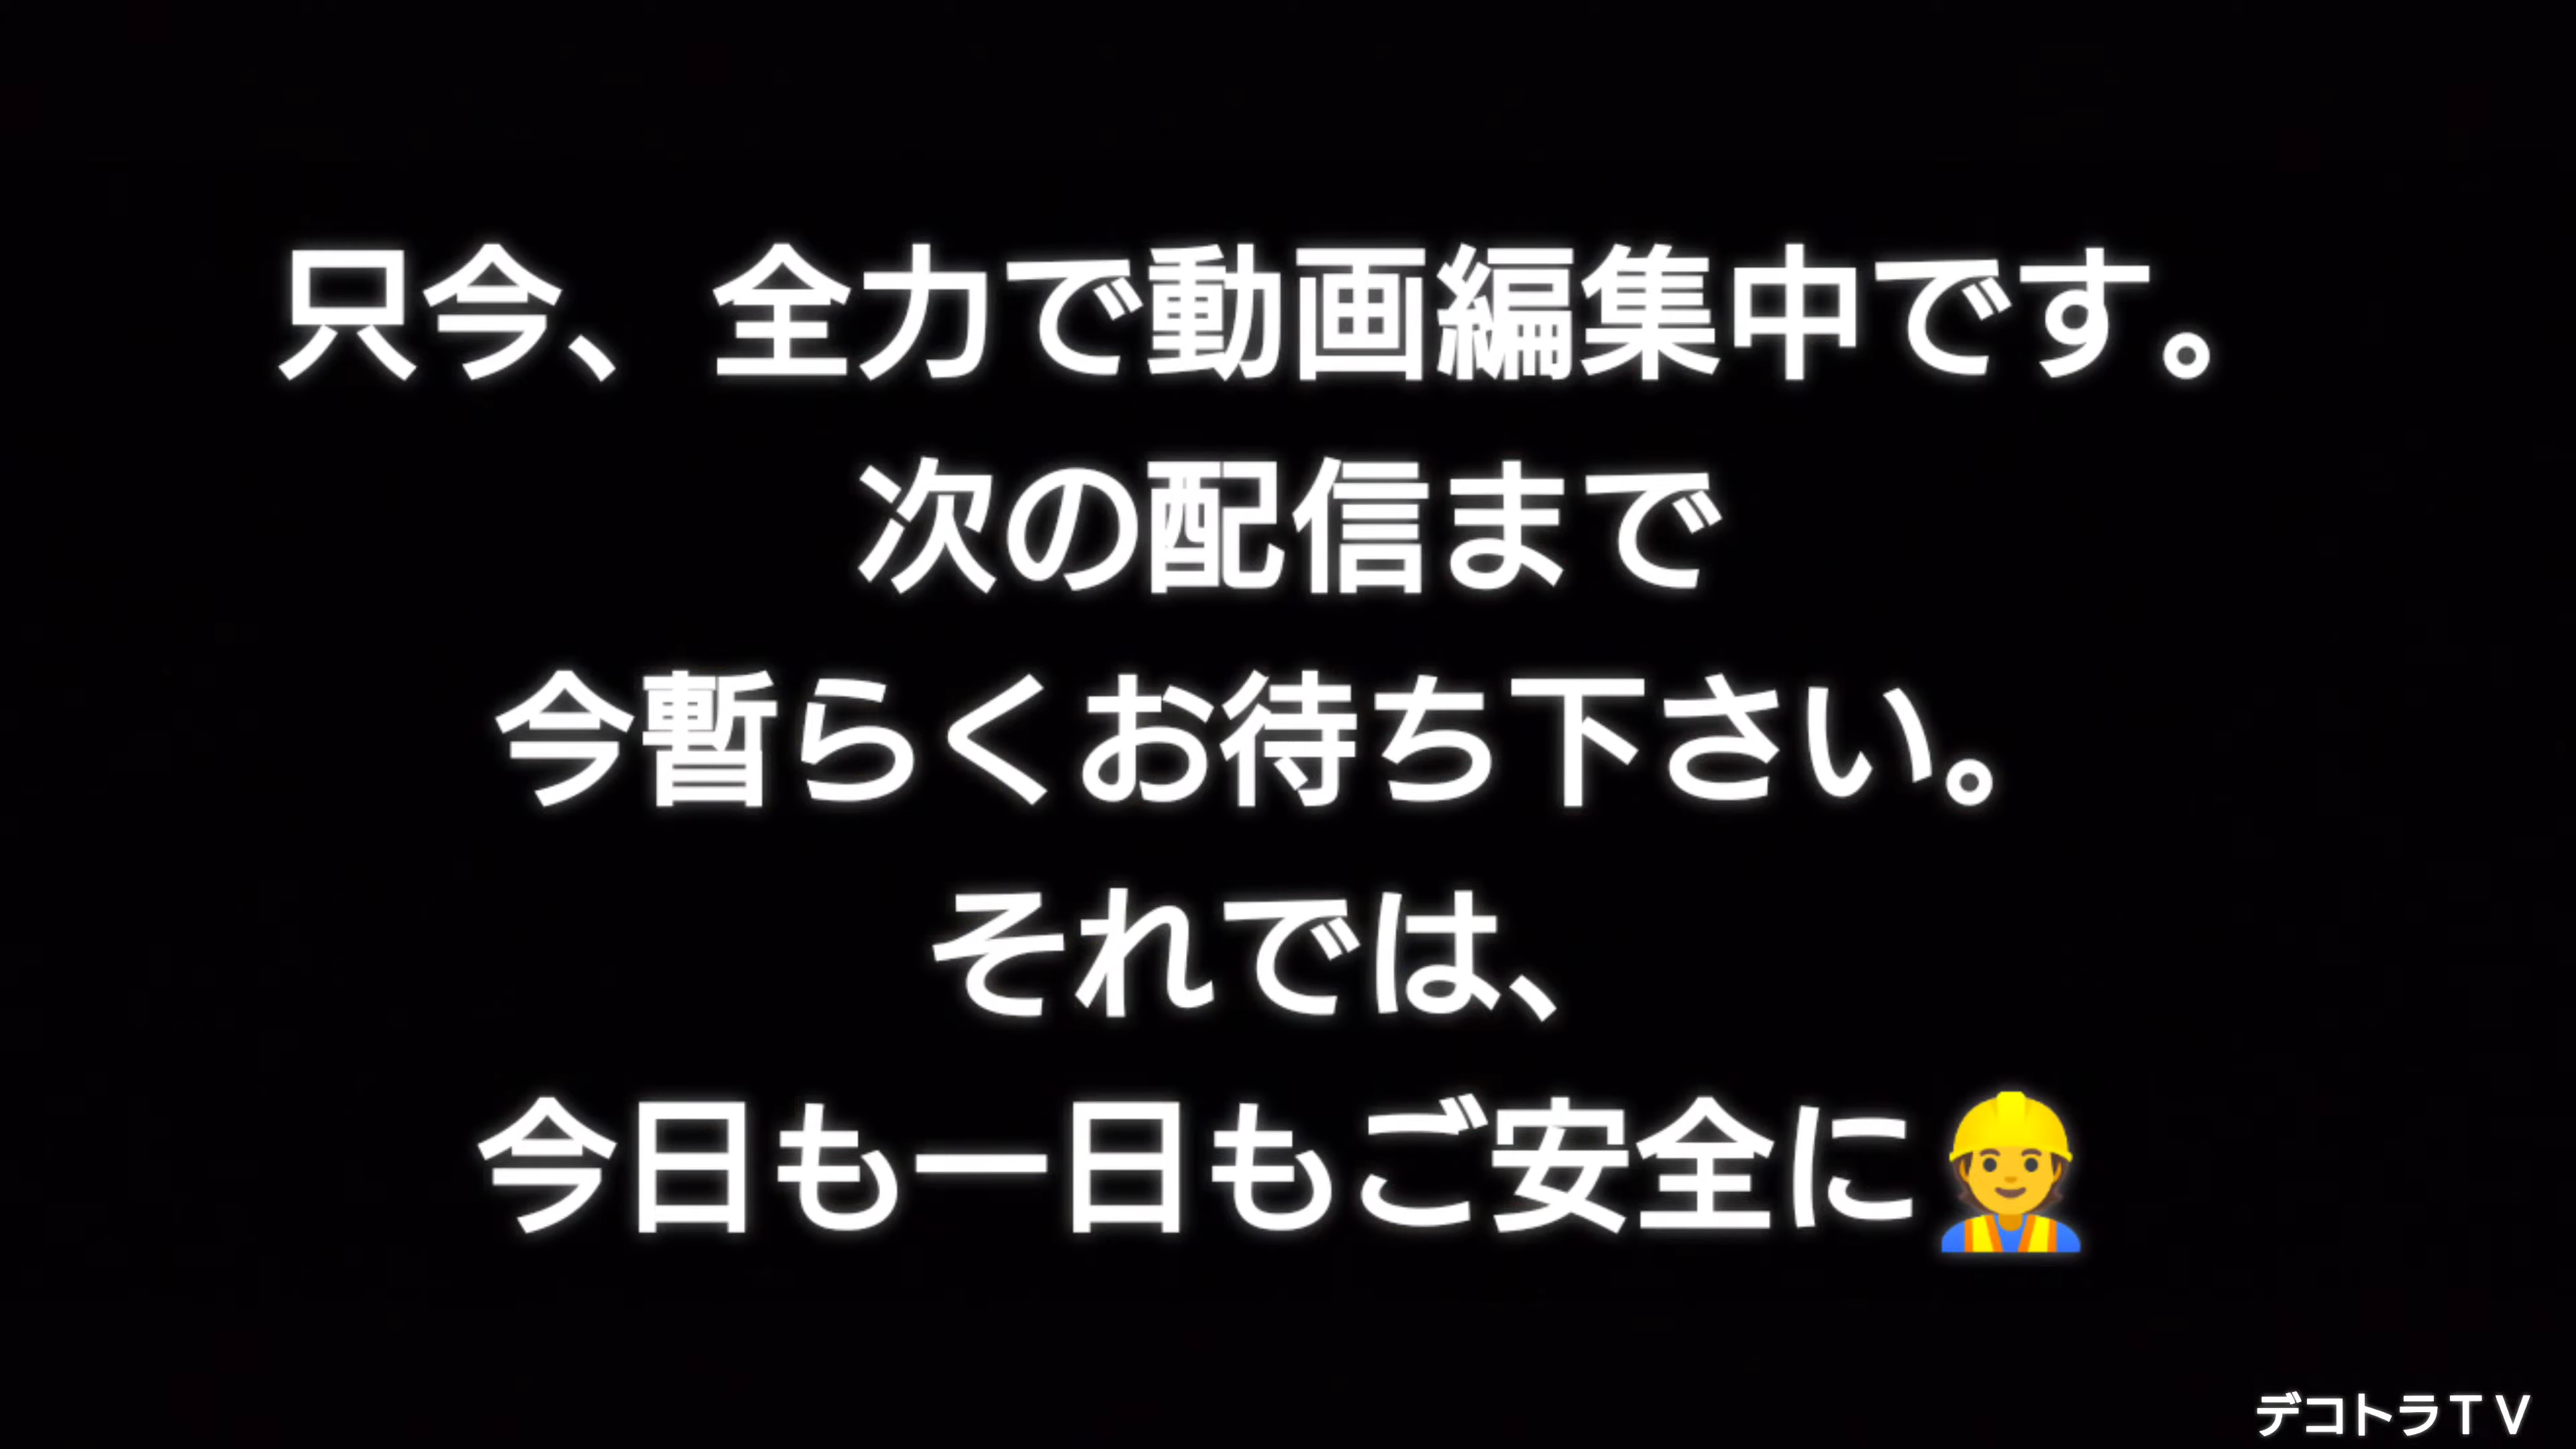 只今、全力で動画編集中です。
次の配信まで
今暫らくお待ち下さい。
それでは、
今日も一日もご安全に👷
デコトラＴＶ